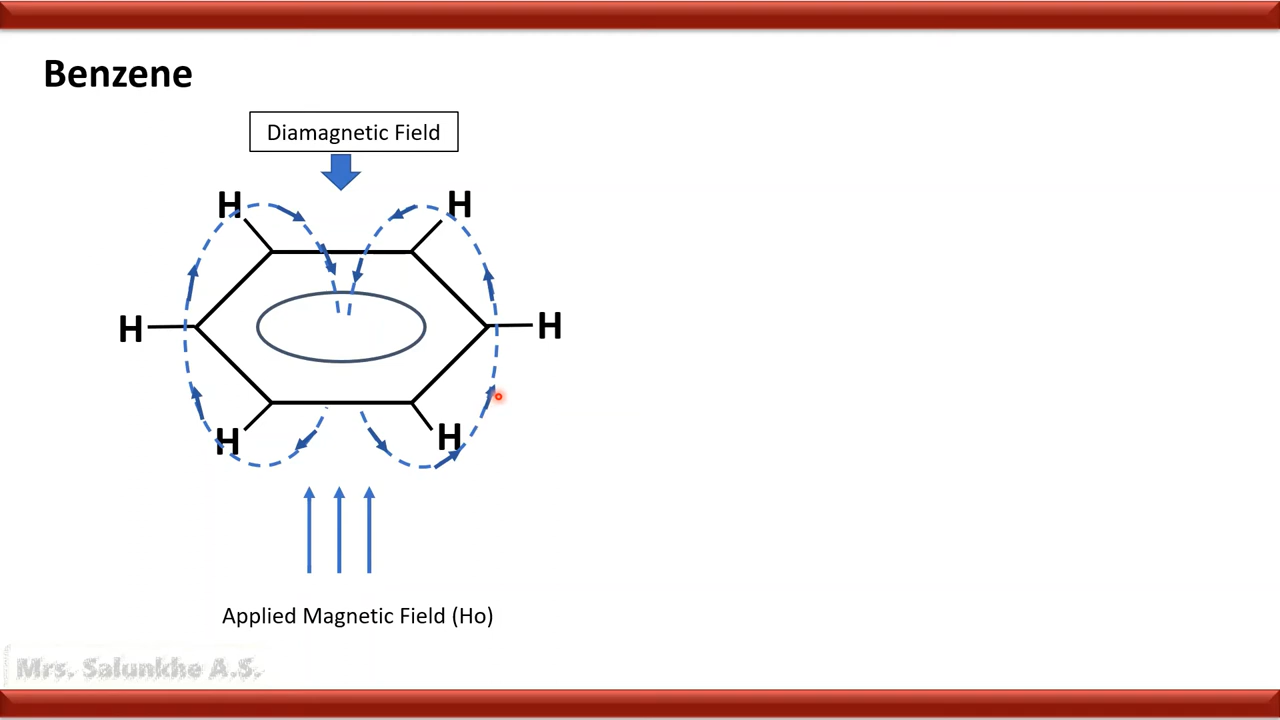 Benzene
Diamagnetic Field
H H
H H
H H
Applied Magnetic Field (Ho)
Mrs. Salunkhe A.S.